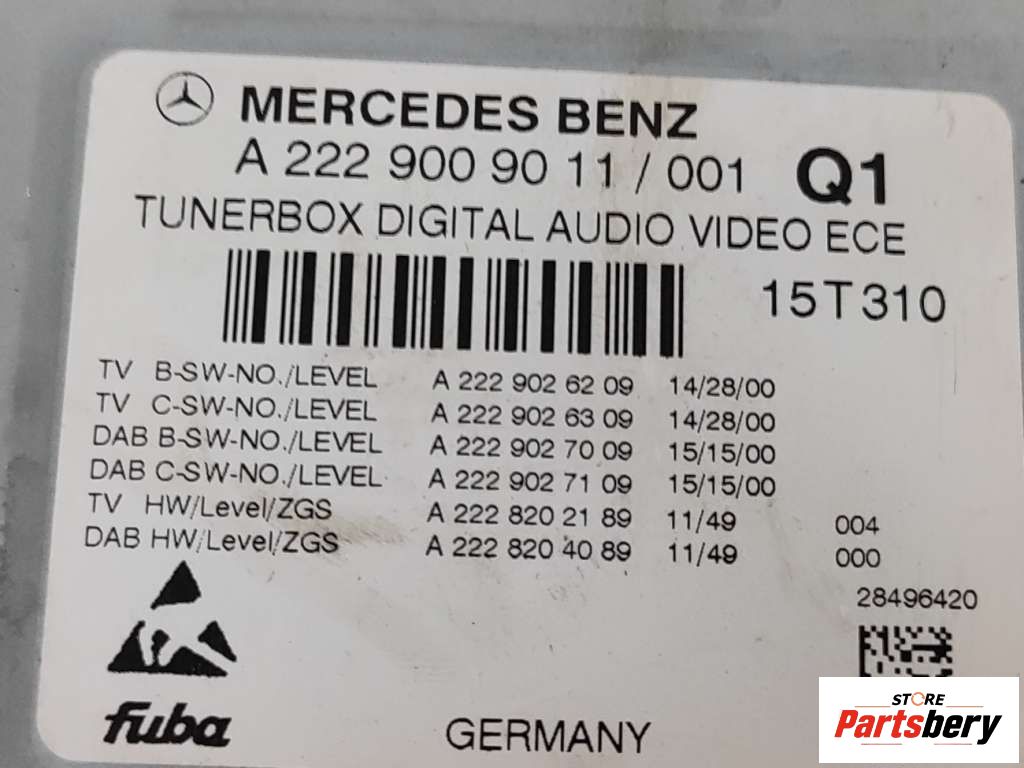 MERCEDES BENZ
A 222 900 90 11 / 001 Q1
TUNERBOX DIGITAL AUDIO VIDEO ECE
15T310
TV B-SW-NO./LEVEL A 222 902 62 09 14/28/00
TV C-SW-NO./LEVEL A 222 902 63 09 14/28/00
DAB B-SW-NO./LEVEL A 222 902 70 09 15/15/00
DAB C-SW-NO./LEVEL A 222 902 71 09 15/15/00
TV HW/Level/ZGS A 222 820 21 89 11/49 004
DAB HW/Level/ZGS A 222 820 40 89 11/49 000
28496420
fuba
GERMANY
STORE
Partsbery